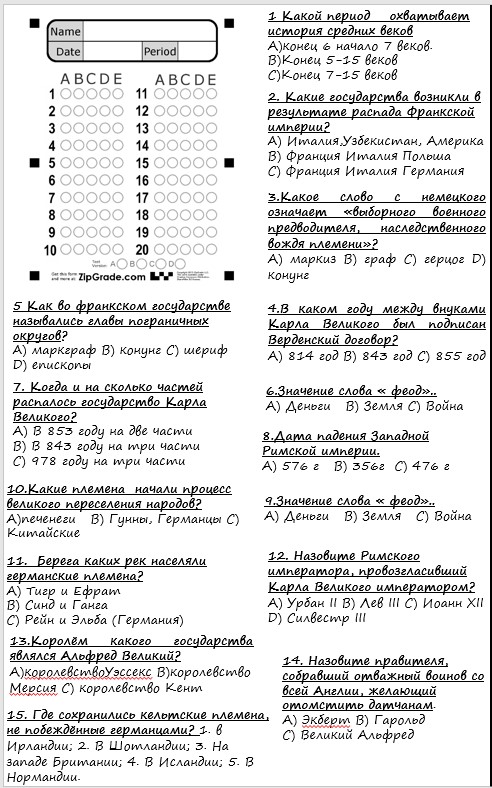 Name
Date Period
A B C D E A B C D E
1 11
2 12
3 13
4 14
5 15
6 16
7 17
8 18
9 19
10 20
Test Version: A B C D
Get this form and more at: ZipGrade.com
1 Какой период охватывает
история средних веков
А)конец 6 начало 7 веков.
В)Конец 5-15 веков
С)Конец 7-15 веков
2. Какие государства возникли в
результате распада Франкской
империи?
А) Италия,Узбекистан, Америка
В) Франция Италия Польша
С) Франция Италия Германия
3.Какое слово с немецкого
означает «выборного военного
предводителя, наследственного
вождя племени»?
А) маркиз В) граф С) герцог D)
конунг
5 Как во франкском государстве
назывались главы пограничных
округов?
А) маркграф В) конунг С) шериф
D) епископы
4.В каком году между внуками
Карла Великого был подписан
Верденский договор?
А) 814 год В) 843 год С) 855 год
7. Когда и на сколько частей
распалось государство Карла
Великого?
А) В 853 году на две части
В) В 843 году на три части
С) 978 году на три части
6.Значение слова « феод»..
А) Деньги В) Земля С) Война
8.Дата падения Западной
Римской империи.
А) 576 г В) 356г С) 476 г
10.Какие племена начали процесс
великого переселения народов?
А)печенеги В) Гунны, Германцы С)
Китайские
9.Значение слова « феод»..
А) Деньги В) Земля С) Война
11. Берега каких рек населяли
германские племена?
А) Тигр и Ефрат
В) Синд и Ганга
С) Рейн и Эльба (Германия)
12. Назовите Римского
императора, провозгласивший
Карла Великого императором?
А) Урбан II В) Лев III С) Иоанн XII
D) Сильвестр III
13.Королём какого государства
являлся Альфред Великий?
А)королевствоУэссекс В)королевство
Мерсия С) королевство Кент
14. Назовите правителя,
собравший отважный воинов со
всей Англии, желающий
отомстить датчанам.
А) Экберт В) Гарольд
С) Великий Альфред
15. Где сохранились кельтские племена,
не побеждённые германцами? 1. в
Ирландии; 2. В Шотландии; 3. На
западе Британии; 4. В Исландии; 5. В
Нормандии.